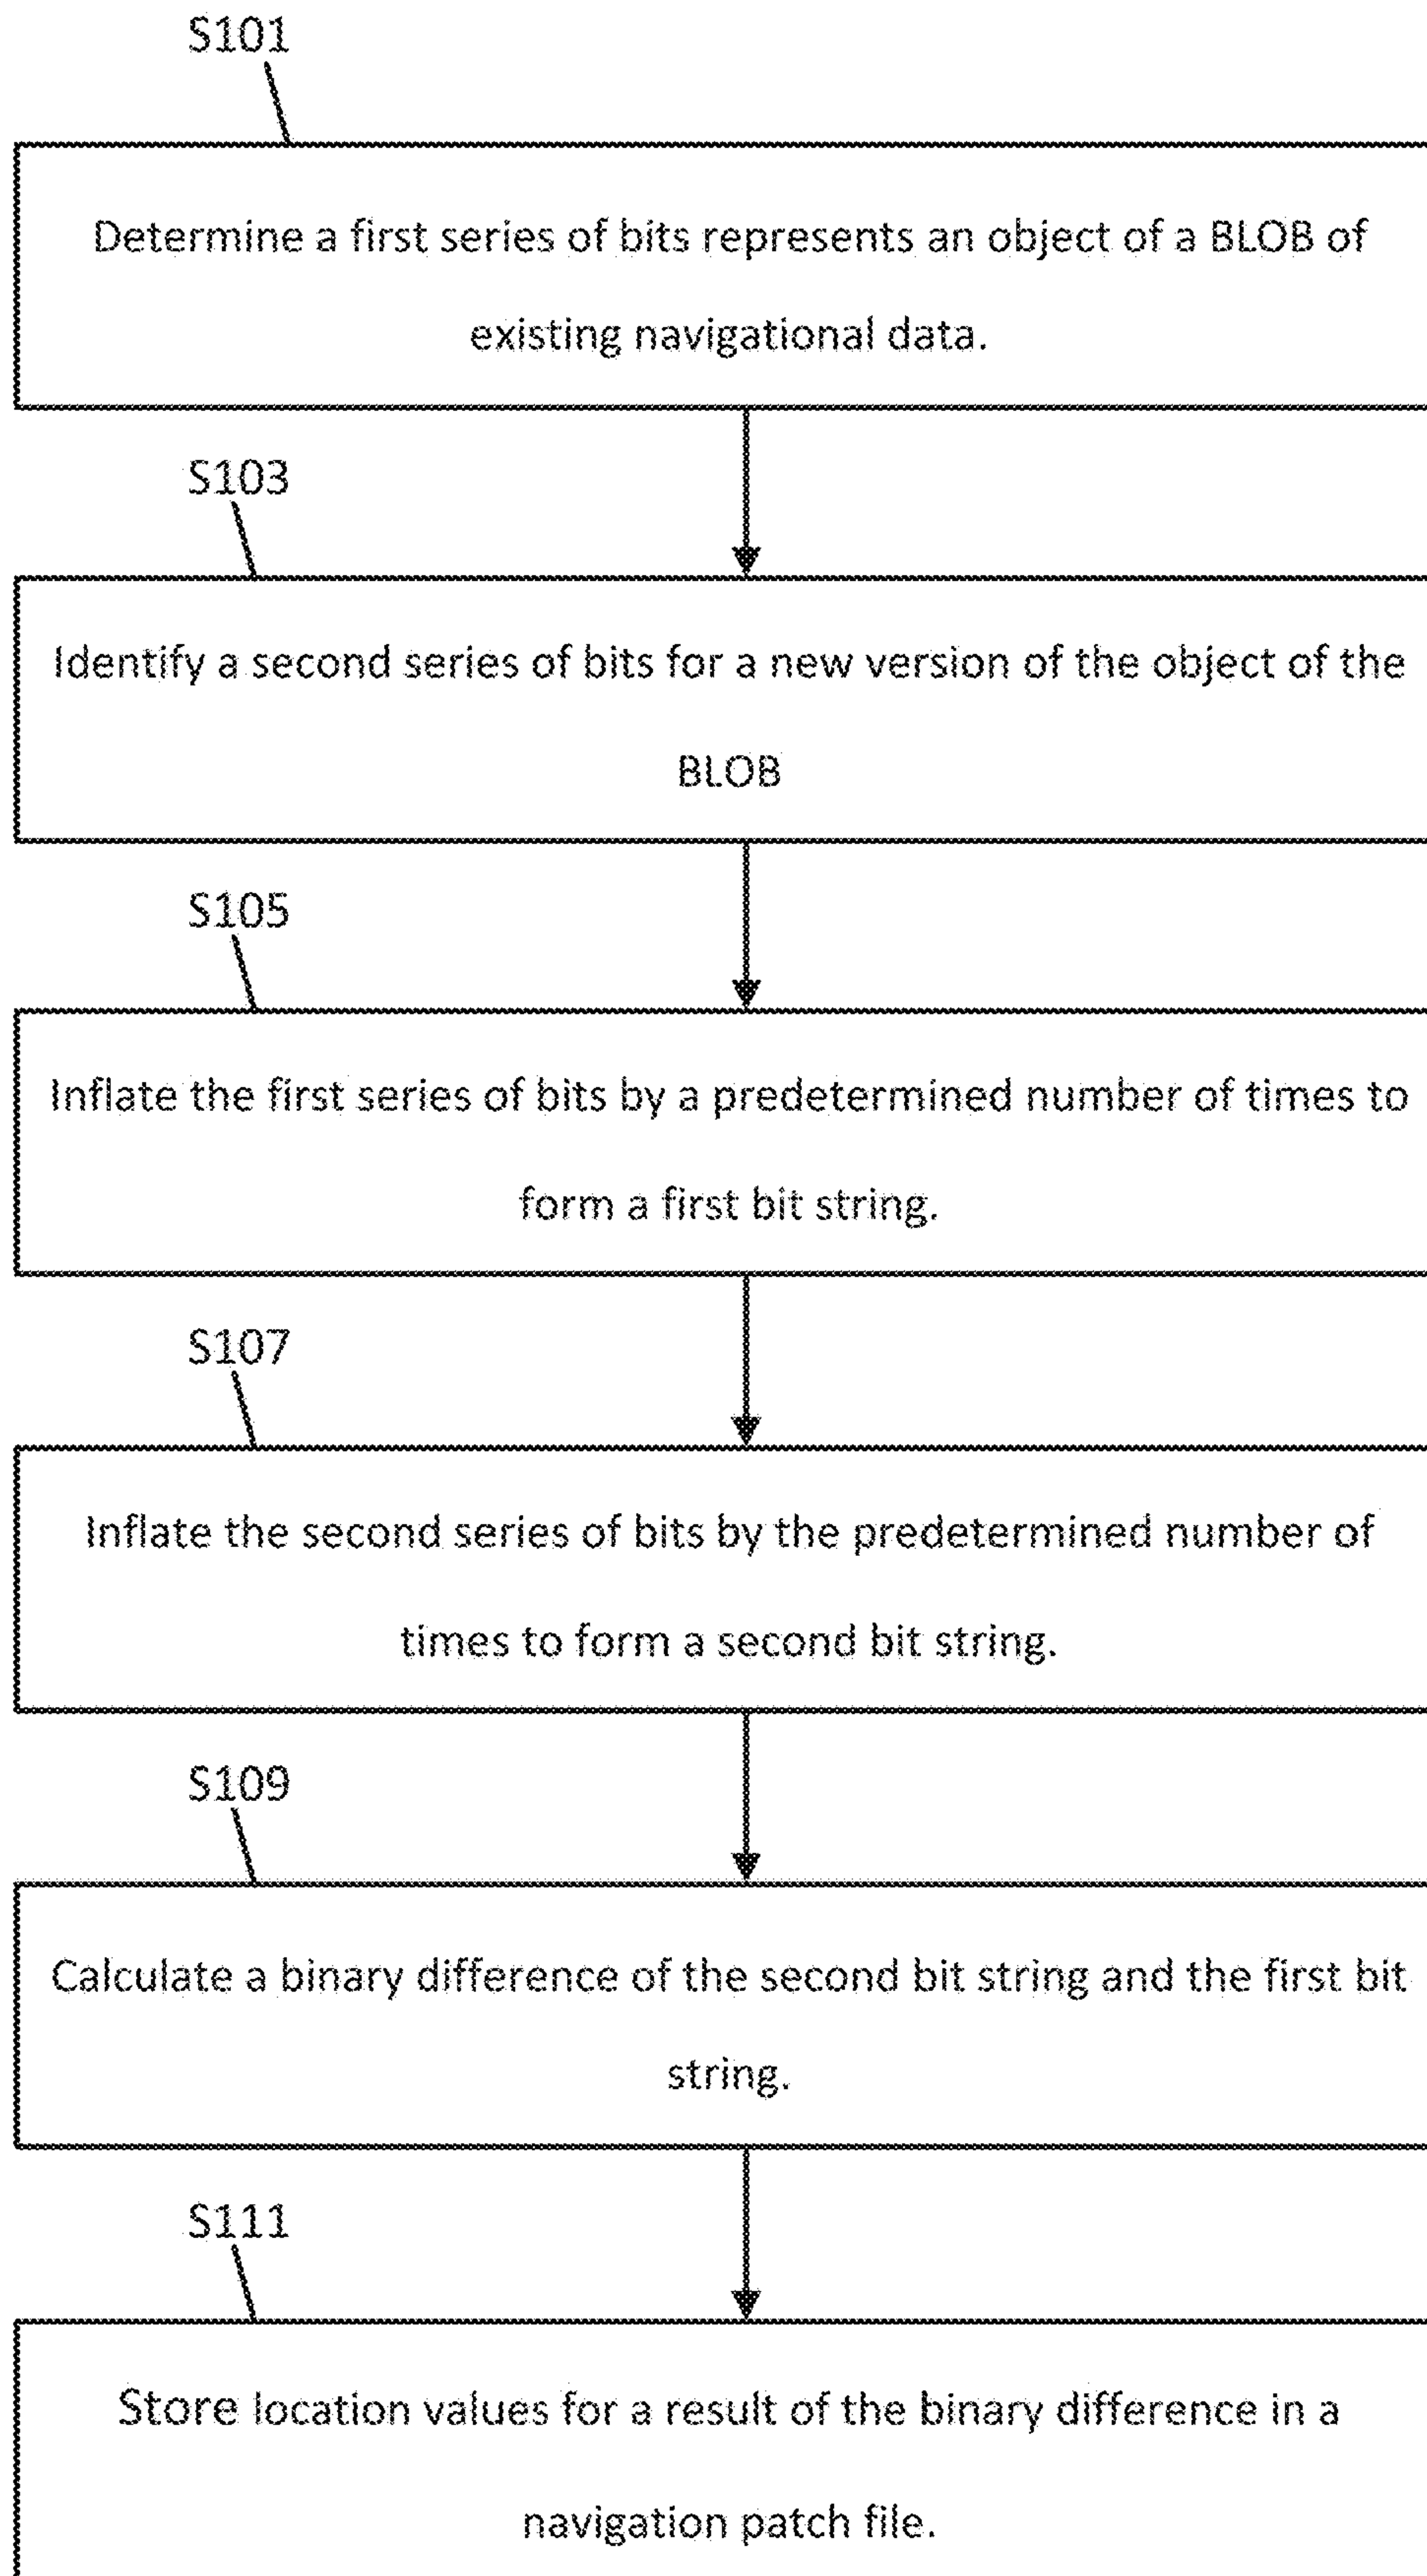 S101
Determine a first series of bits represents an object of a BLOB of
existing navigational data.
S103
Identify a second series of bits for a new version of the object of the
BLOB
S105
Inflate the first series of bits by a predetermined number of times to
form a first bit string.
S107
Inflate the second series of bits by the predetermined number of
times to form a second bit string.
S109
Calculate a binary difference of the second bit string and the first bit
string.
S111
Store location values for a result of the binary difference in a
navigation patch file.